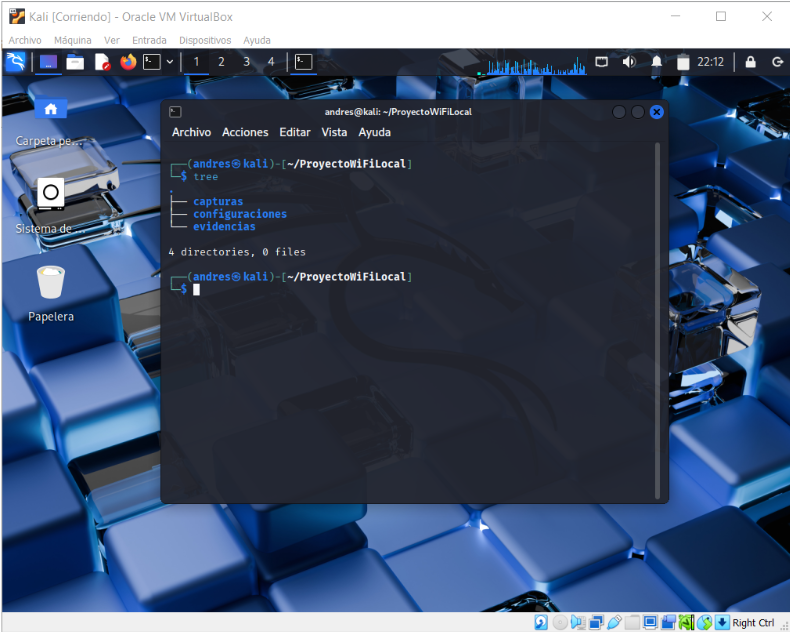 Kali [Corriendo] - Oracle VM VirtualBox
Archivo Máquina Ver Entrada Dispositivos Ayuda
1 2 3 4 22:12
Carpeta pe...
Sistema de ...
Papelera
andres@kali: ~/ProyectoWiFiLocal
Archivo Acciones Editar Vista Ayuda
┌──(andres㉿kali)-[~/ProyectoWiFiLocal]
└─$ tree
.
├── capturas
├── configuraciones
└── evidencias
4 directories, 0 files
┌──(andres㉿kali)-[~/ProyectoWiFiLocal]
└─$
Right Ctrl